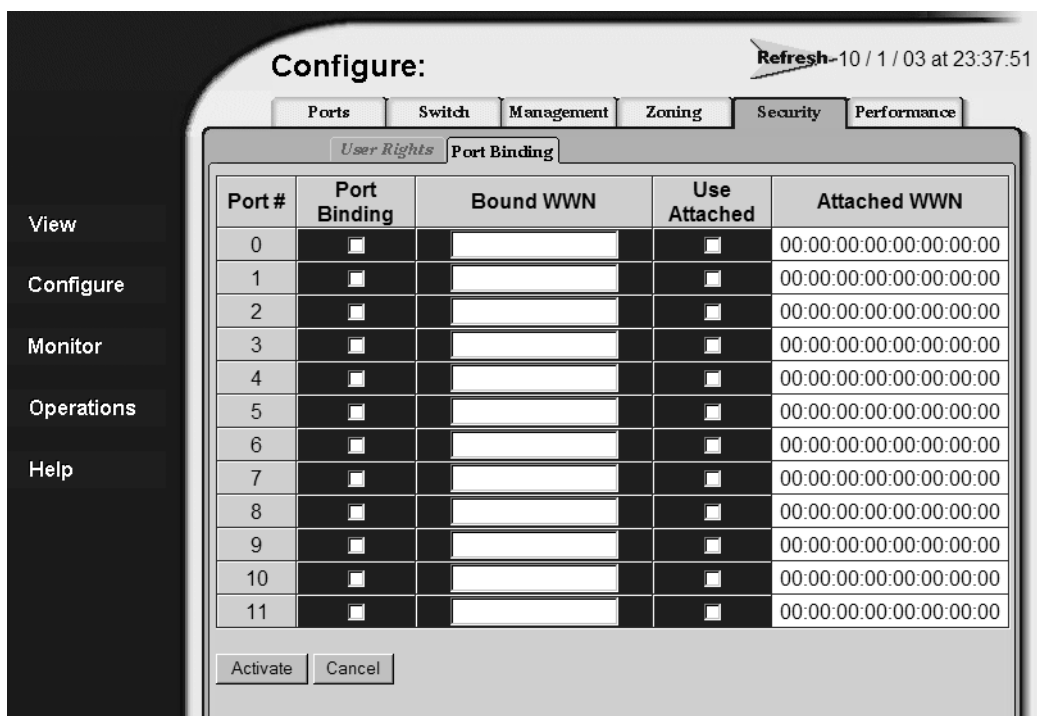 Configure:
Refresh-10 / 1 / 03 at 23:37:51
Ports Switch Management Zoning Security Performance
User Rights Port Binding
View
Configure
Monitor
Operations
Help
Port # Port Binding Bound WWN Use Attached Attached WWN
0 00:00:00:00:00:00:00:00
1 00:00:00:00:00:00:00:00
2 00:00:00:00:00:00:00:00
3 00:00:00:00:00:00:00:00
4 00:00:00:00:00:00:00:00
5 00:00:00:00:00:00:00:00
6 00:00:00:00:00:00:00:00
7 00:00:00:00:00:00:00:00
8 00:00:00:00:00:00:00:00
9 00:00:00:00:00:00:00:00
10 00:00:00:00:00:00:00:00
11 00:00:00:00:00:00:00:00
Activate Cancel